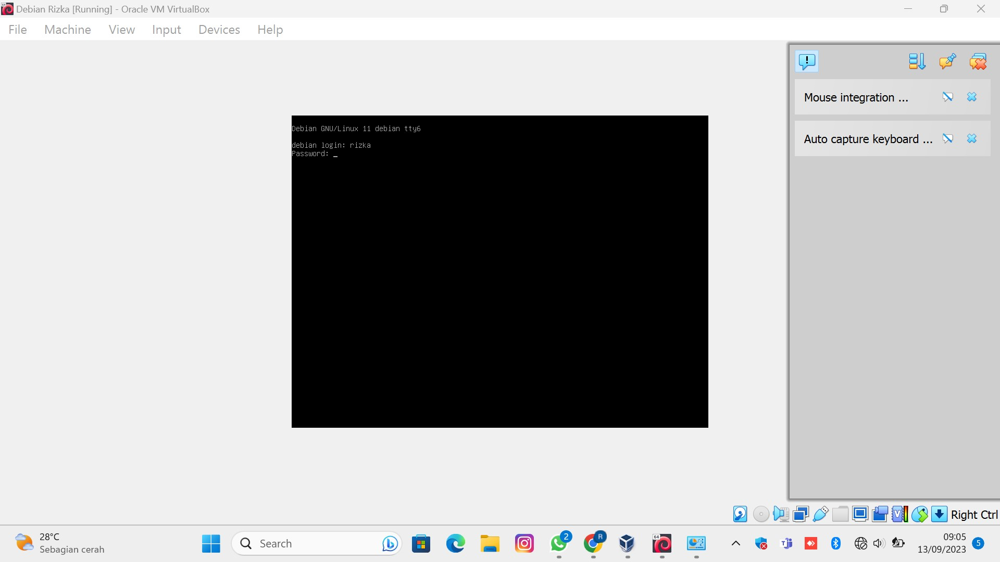 Debian Rizka [Running] - Oracle VM VirtualBox
File Machine View Input Devices Help
Mouse integration ...
Auto capture keyboard ...
Debian GNU/Linux 11 debian tty6
debian login: rizka
Password: _
Right Ctrl
28°C
Sebagian cerah
Search
2
R
64
09:05
13/09/2023
5